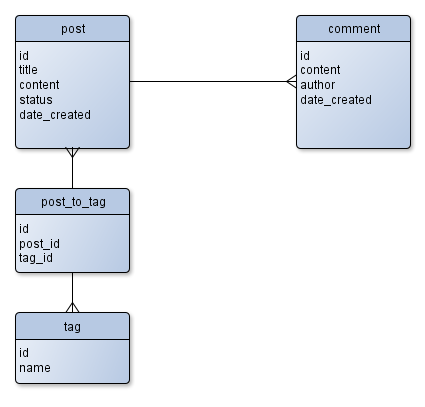 post
id
title
content
status
date_created
comment
id
content
author
date_created
post_to_tag
id
post_id
tag_id
tag
id
name